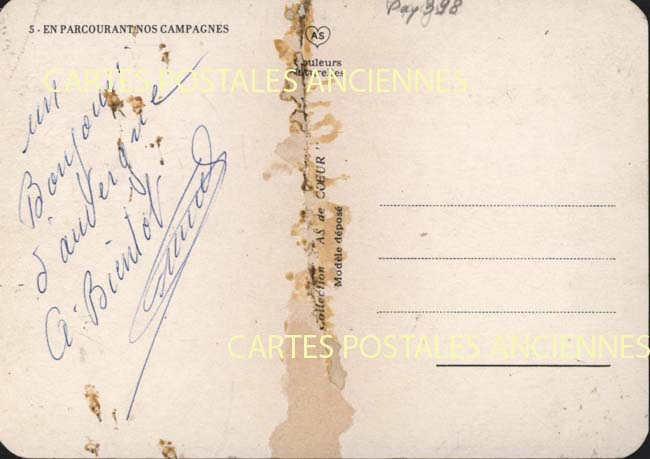 5 - EN PARCOURANT NOS CAMPAGNES
un
Bonjour
d'auvergne
A Bientôt
AS
Couleurs
Naturelles
Collection "AS de CŒUR"
Modèle déposé
CARTES POSTALES ANCIENNES
CARTES POSTALES ANCIENNES